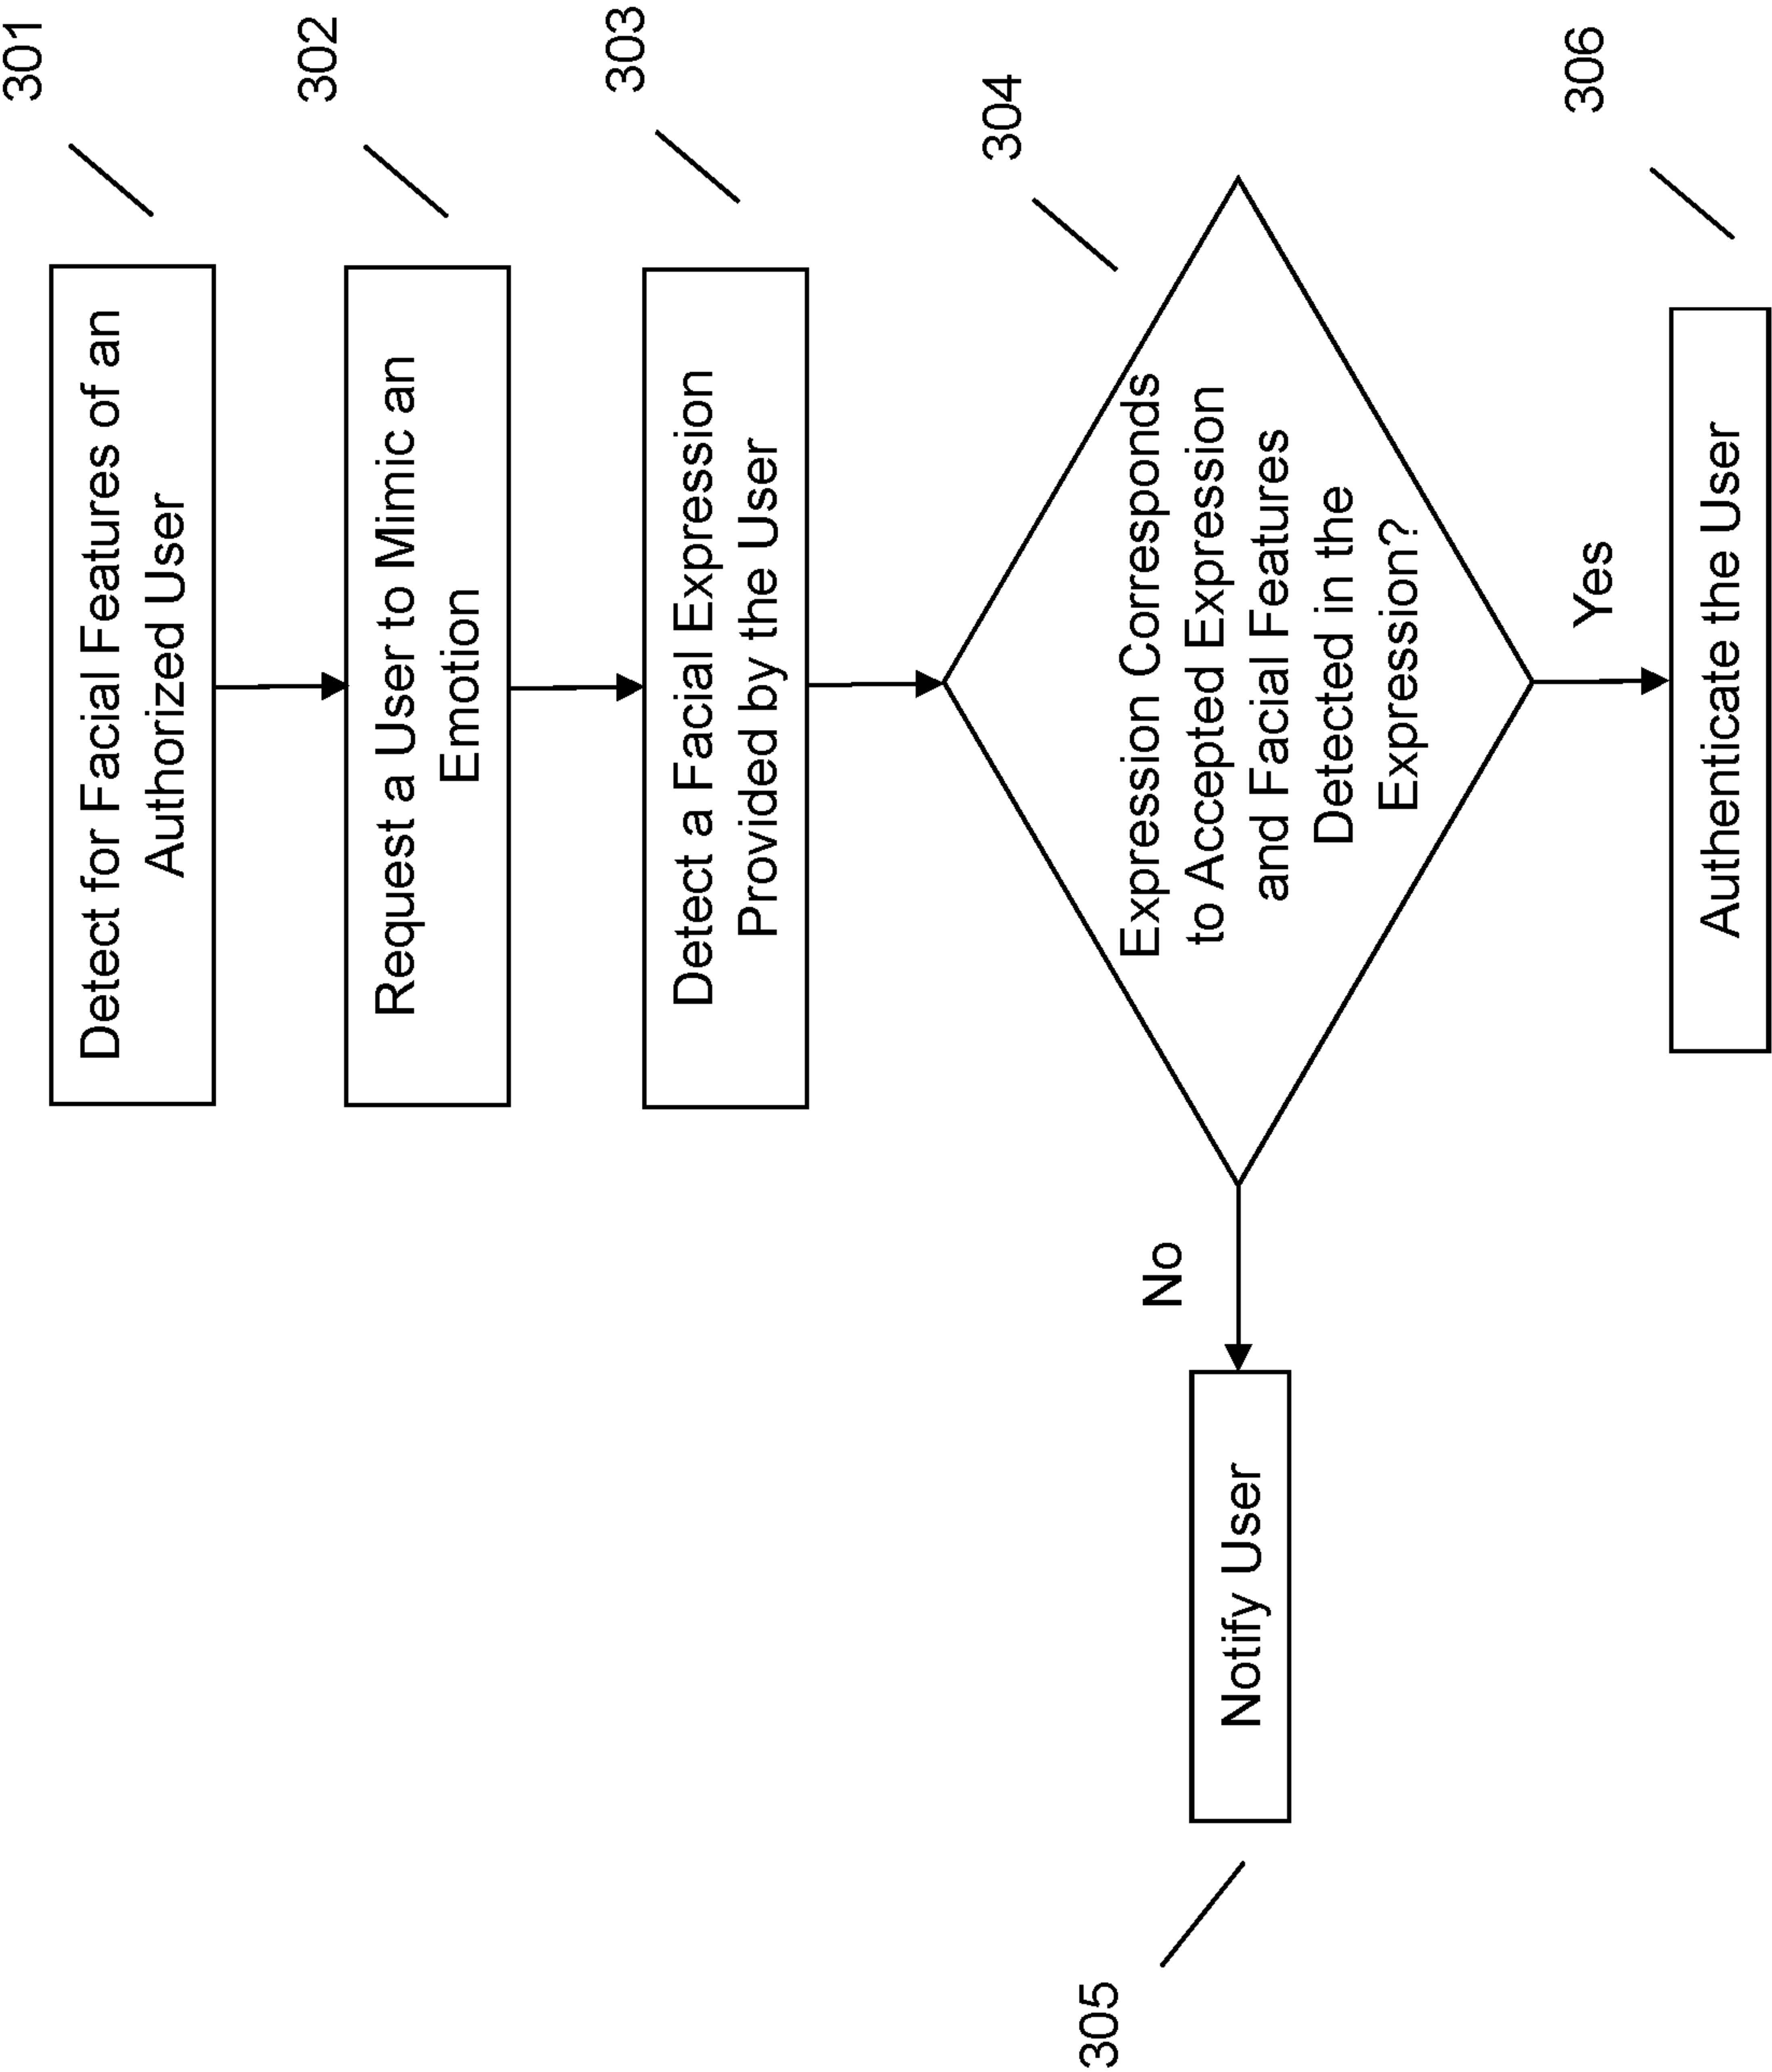 301
Detect for Facial Features of an
Authorized User
302
Request a User to Mimic an
Emotion
303
Detect a Facial Expression
Provided by the User
304
Expression Corresponds
to Accepted Expression
and Facial Features
Detected in the
Expression?
No
305
Notify User
Yes
306
Authenticate the User